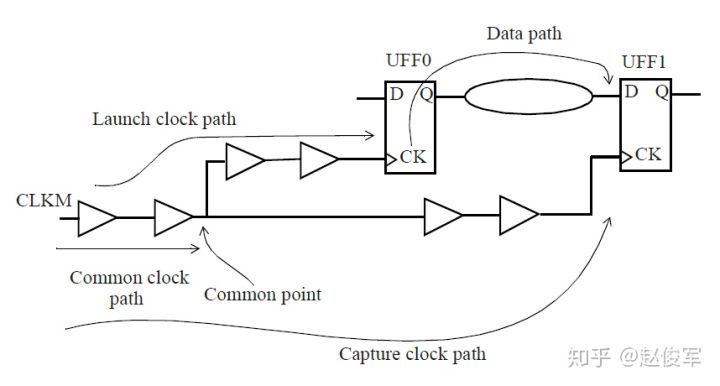 Data path
UFF0
UFF1
D Q
D Q
Launch clock path
CK
CK
CLKM
Common clock
path
Common point
Capture clock path
知乎 @赵俊军